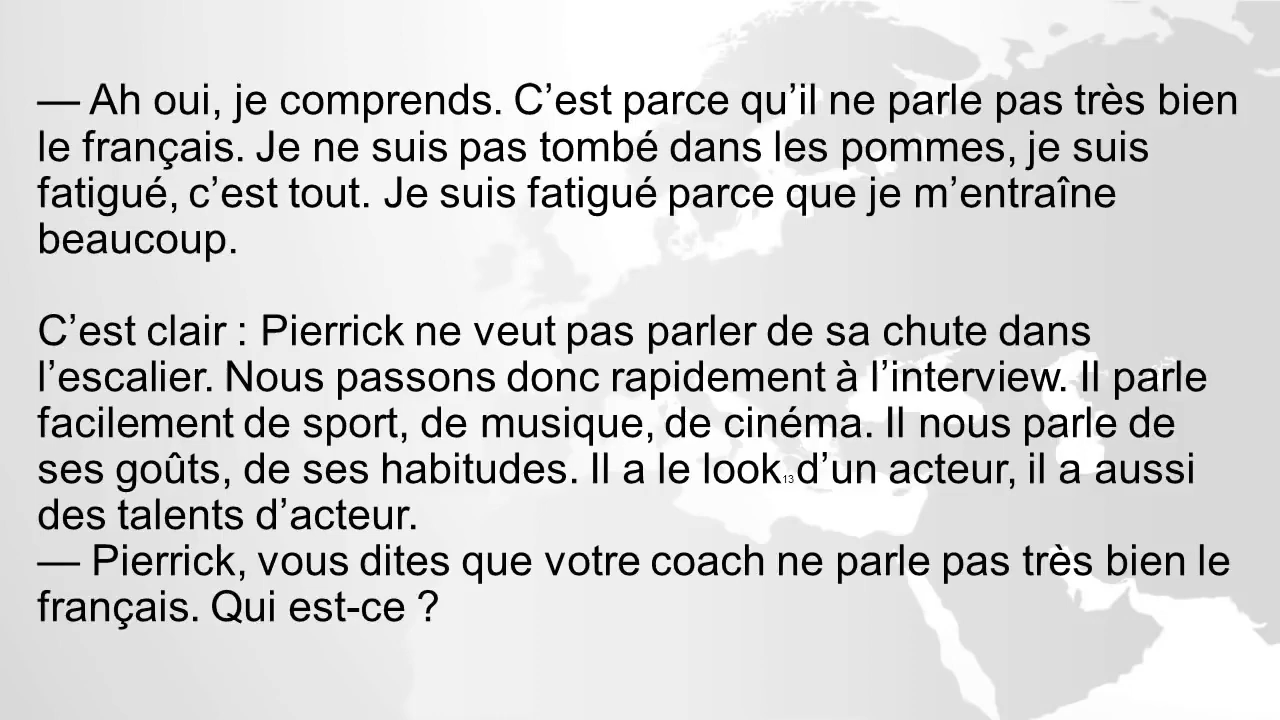 — Ah oui, je comprends. C’est parce qu’il ne parle pas très bien
le français. Je ne suis pas tombé dans les pommes, je suis
fatigué, c’est tout. Je suis fatigué parce que je m’entraîne
beaucoup.
C’est clair : Pierrick ne veut pas parler de sa chute dans
l’escalier. Nous passons donc rapidement à l’interview. Il parle
facilement de sport, de musique, de cinéma. Il nous parle de
ses goûts, de ses habitudes. Il a le look13 d’un acteur, il a aussi
des talents d’acteur.
— Pierrick, vous dites que votre coach ne parle pas très bien le
français. Qui est-ce ?